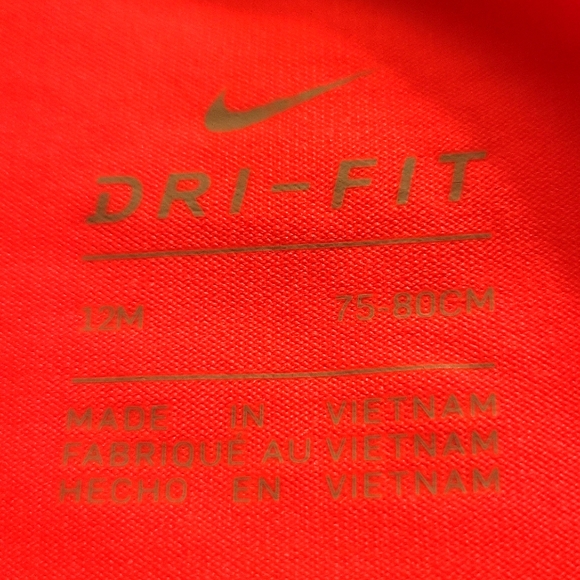 DRI-FIT
12M 75-80CM
MADE IN VIETNAM
FABRIQUÉ AU VIETNAM
HECHO EN VIETNAM